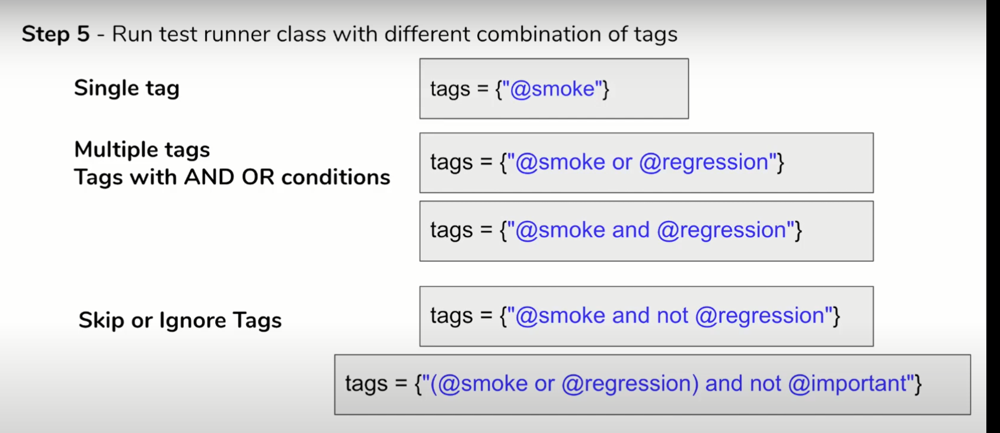 Step 5 - Run test runner class with different combination of tags
Single tag
tags = {"@smoke"}
Multiple tags
Tags with AND OR conditions
tags = {"@smoke or @regression"}
tags = {"@smoke and @regression"}
Skip or Ignore Tags
tags = {"@smoke and not @regression"}
tags = {"(@smoke or @regression) and not @important"}